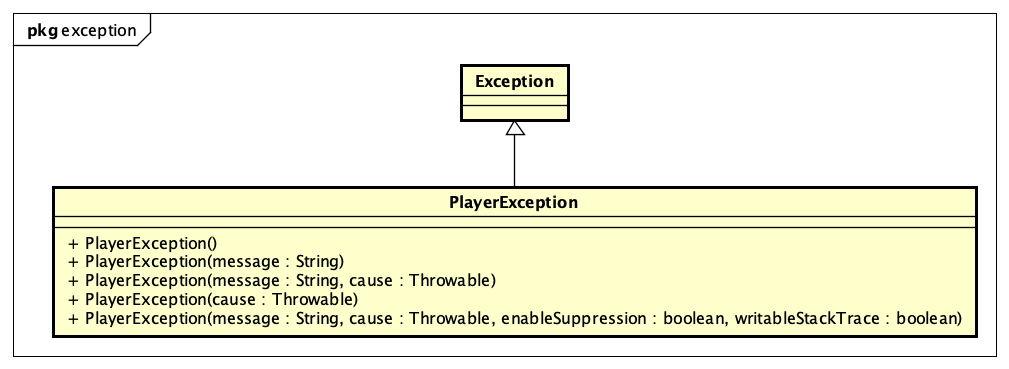 pkg exception
Exception
PlayerException
+ PlayerException()
+ PlayerException(message : String)
+ PlayerException(message : String, cause : Throwable)
+ PlayerException(cause : Throwable)
+ PlayerException(message : String, cause : Throwable, enableSuppression : boolean, writableStackTrace : boolean)